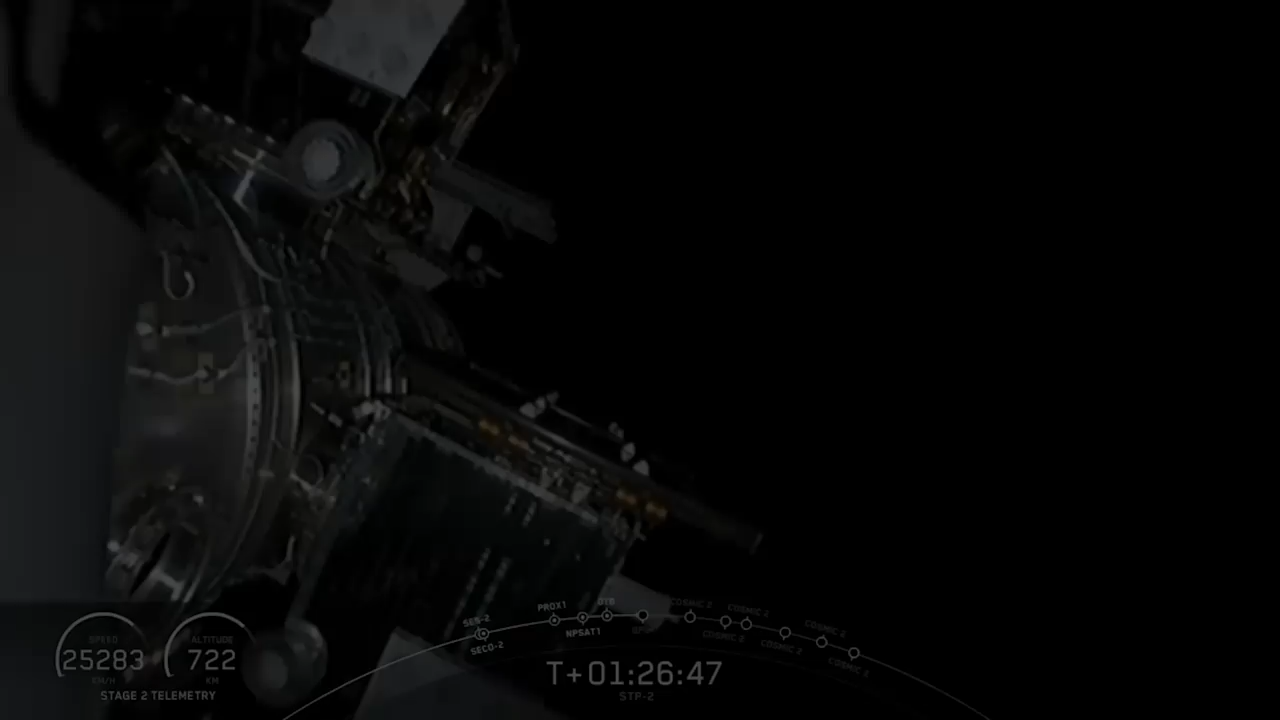 SPEED
25283
KM/H
ALTITUDE
722
KM
STAGE 2 TELEMETRY
SES-2
SECO-2
PROX1
NPSAT1
OTB
COSMIC 2
COSMIC 2
COSMIC 2
COSMIC 2
COSMIC 2
COSMIC 2
T+01:26:47
STP-2